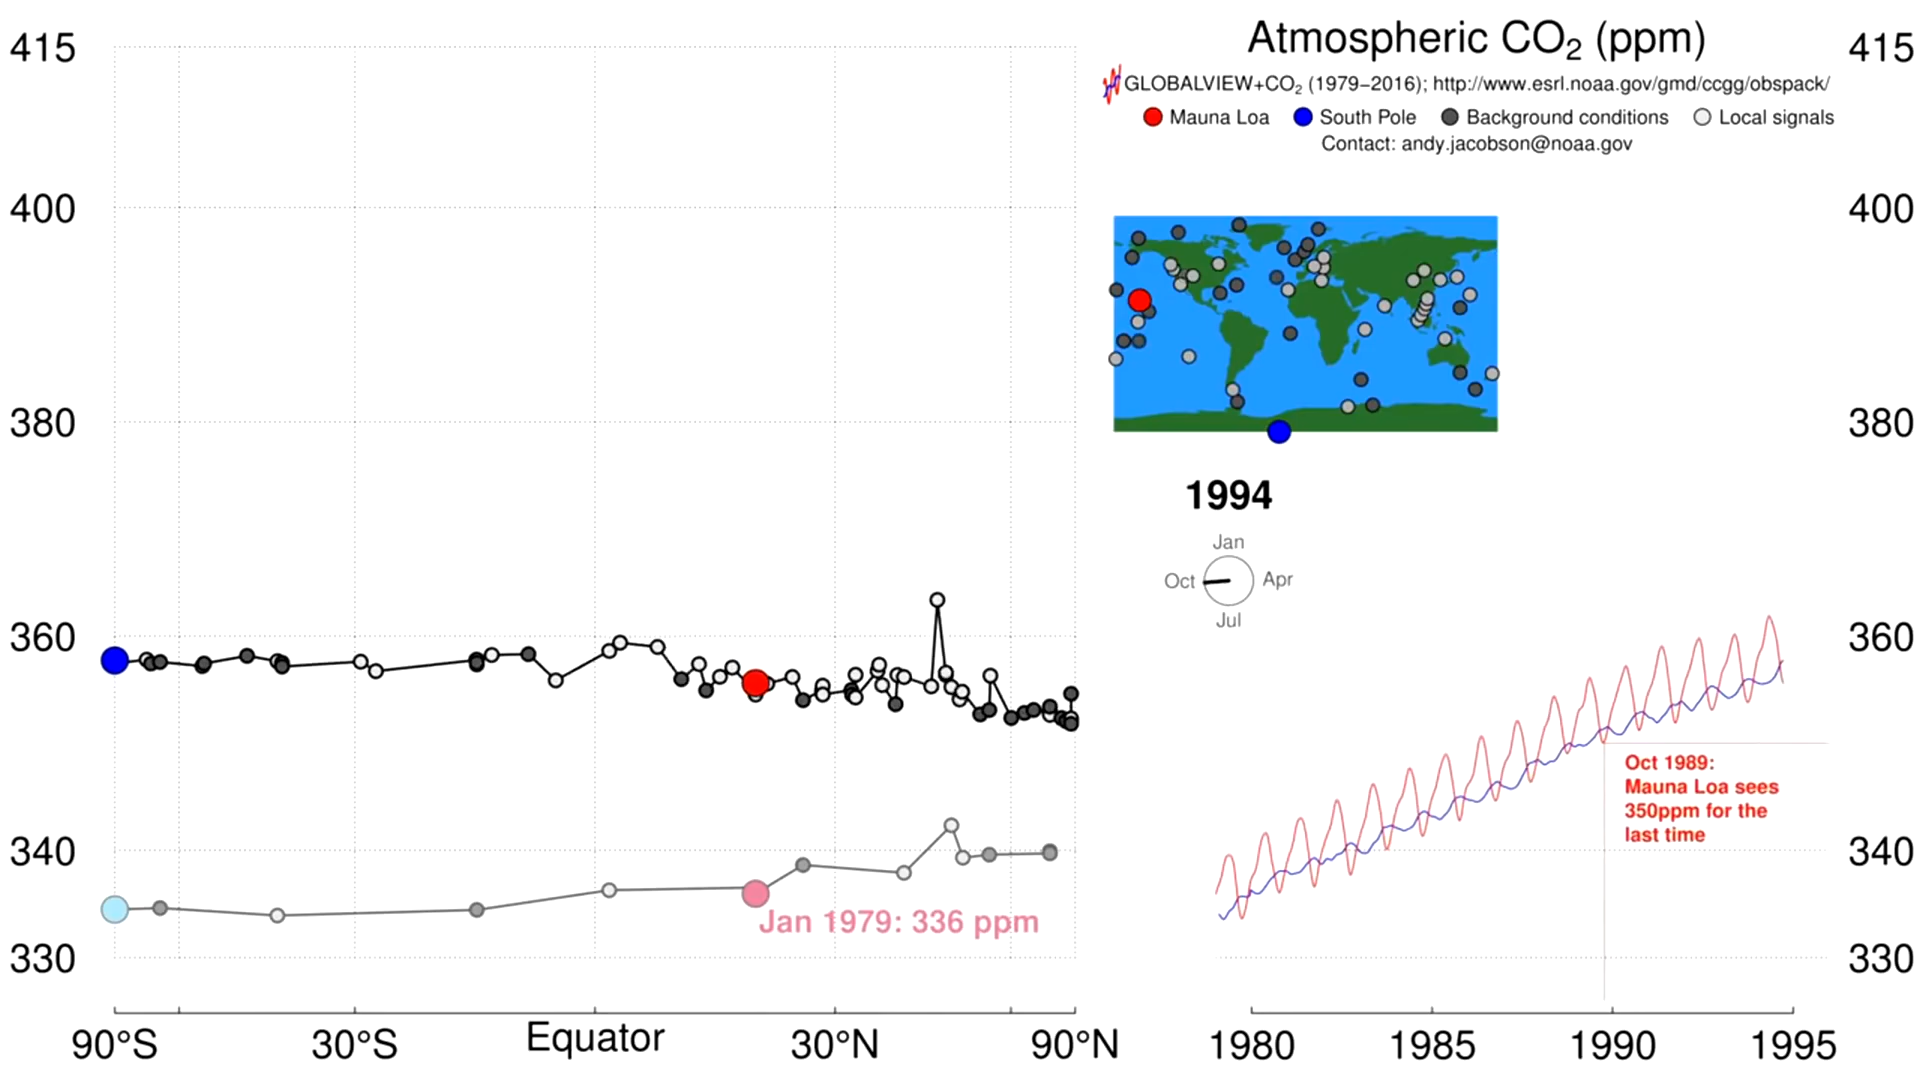 Atmospheric CO₂ (ppm)
GLOBALVIEW+CO₂ (1979–2016); http://www.esrl.noaa.gov/gmd/ccgg/obspack/
Mauna Loa South Pole Background conditions Local signals
Contact: andy.jacobson@noaa.gov
415
400
380
360
340
330
90°S 30°S Equator 30°N 90°N
Jan 1979: 336 ppm
1994
Jan
Oct Apr
Jul
Oct 1989:
Mauna Loa sees
350ppm for the
last time
415
400
380
360
340
330
1980 1985 1990 1995